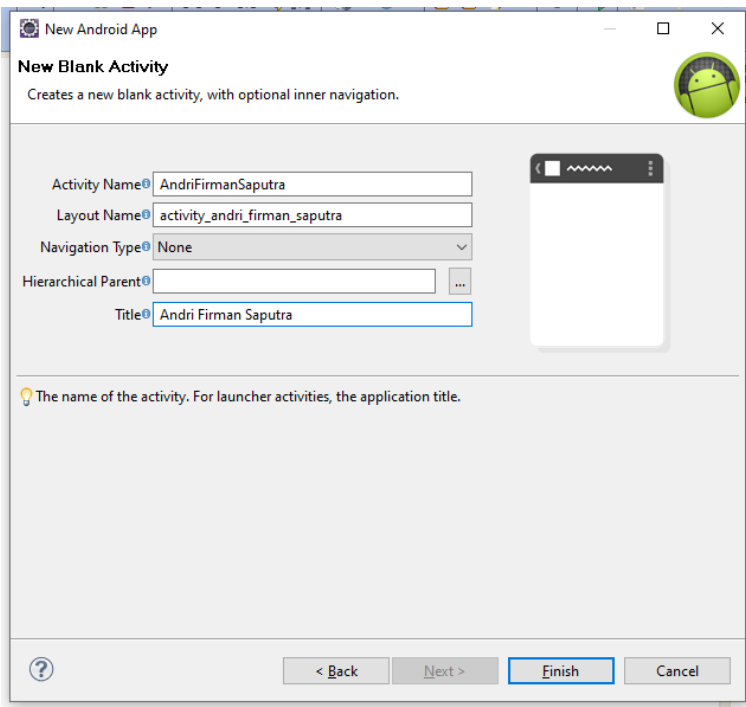 New Android App
New Blank Activity
Creates a new blank activity, with optional inner navigation.
Activity Name AndriFirmanSaputra
Layout Name activity_andri_firman_saputra
Navigation Type None
Hierarchical Parent ...
Title Andri Firman Saputra
The name of the activity. For launcher activities, the application title.
? < Back Next > Finish Cancel